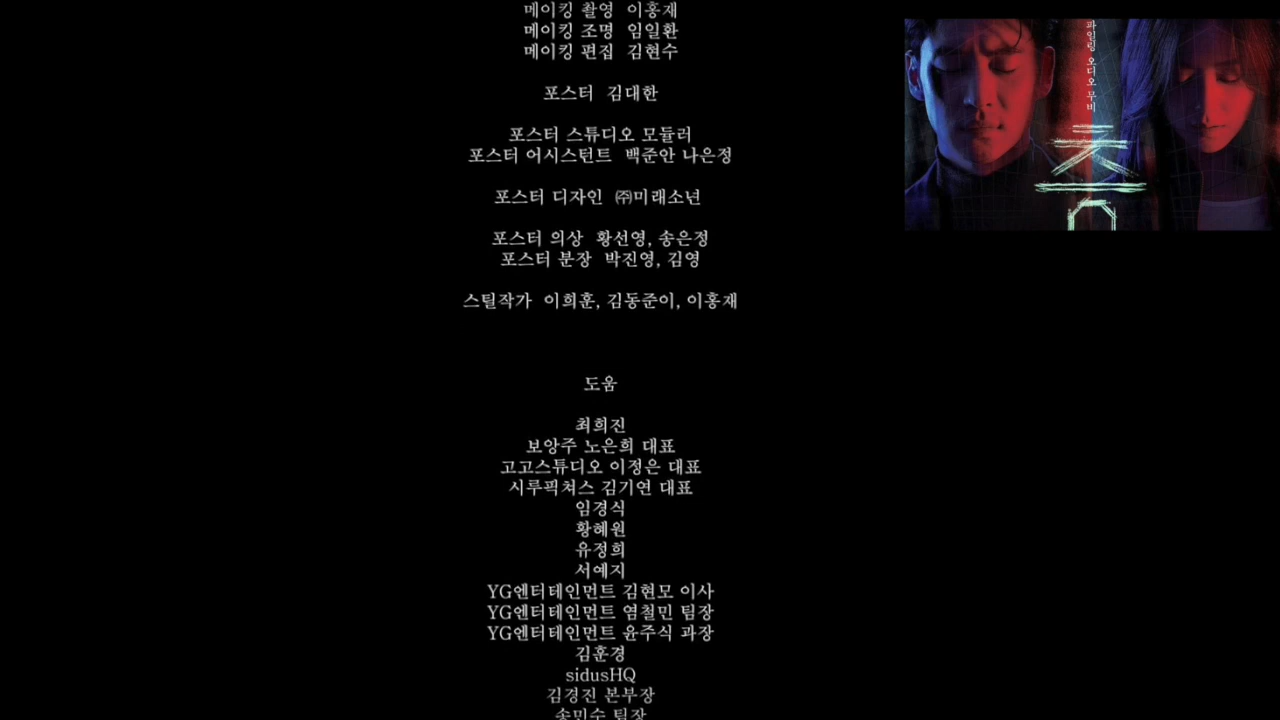 메이킹 촬영 이홍재
메이킹 조명 임일환
메이킹 편집 김현수
포스터 김대한
포스터 스튜디오 모듈러
포스터 어시스턴트 백준안 나은정
포스터 디자인 ㈜미래소년
포스터 의상 황선영, 송은정
포스터 분장 박진영, 김영
스틸작가 이희훈, 김동준이, 이홍재
도움
최희진
보앙주 노은희 대표
고고스튜디오 이정은 대표
시루픽쳐스 김기연 대표
임경식
황혜원
유정희
서예지
YG엔터테인먼트 김현모 이사
YG엔터테인먼트 염철민 팀장
YG엔터테인먼트 윤주식 과장
김훈경
sidusHQ
김경진 본부장
송민수 팀장
파일링 오디오 무비
층